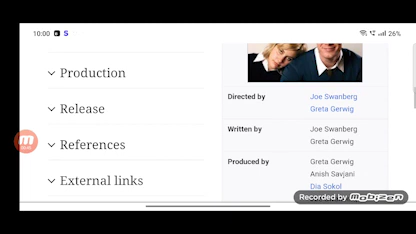 10:00 S 26%
Production
Release
References
External links
Directed by Joe Swanberg
Greta Gerwig
Written by Joe Swanberg
Greta Gerwig
Produced by Greta Gerwig
Anish Savjani
Dia Sokol
Recorded by MOBIZEN